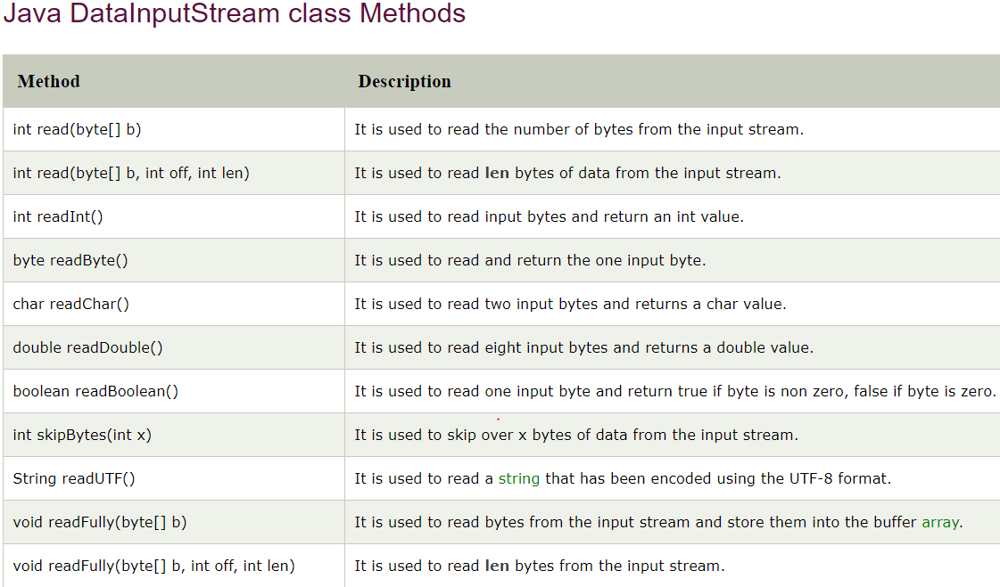 Java DataInputStream class Methods
Method Description
int read(byte[] b) It is used to read the number of bytes from the input stream.
int read(byte[] b, int off, int len) It is used to read len bytes of data from the input stream.
int readInt() It is used to read input bytes and return an int value.
byte readByte() It is used to read and return the one input byte.
char readChar() It is used to read two input bytes and returns a char value.
double readDouble() It is used to read eight input bytes and returns a double value.
boolean readBoolean() It is used to read one input byte and return true if byte is non zero, false if byte is zero.
int skipBytes(int x) It is used to skip over x bytes of data from the input stream.
String readUTF() It is used to read a string that has been encoded using the UTF-8 format.
void readFully(byte[] b) It is used to read bytes from the input stream and store them into the buffer array.
void readFully(byte[] b, int off, int len) It is used to read len bytes from the input stream.